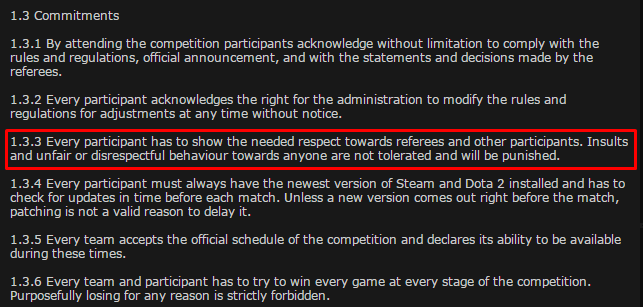 1.3 Commitments
1.3.1 By attending the competition participants acknowledge without limitation to comply with the
rules and regulations, official announcement, and with the statements and decisions made by the
referees.
1.3.2 Every participant acknowledges the right for the administration to modify the rules and
regulations for adjustments at any time without notice.
1.3.3 Every participant has to show the needed respect towards referees and other participants. Insults
and unfair or disrespectful behaviour towards anyone are not tolerated and will be punished.
1.3.4 Every participant must always have the newest version of Steam and Dota 2 installed and has to
check for updates in time before each match. Unless a new version comes out right before the match,
patching is not a valid reason to delay it.
1.3.5 Every team accepts the official schedule of the competition and declares its ability to be available
during these times.
1.3.6 Every team and participant has to try to win every game at every stage of the competition.
Purposefully losing for any reason is strictly forbidden.